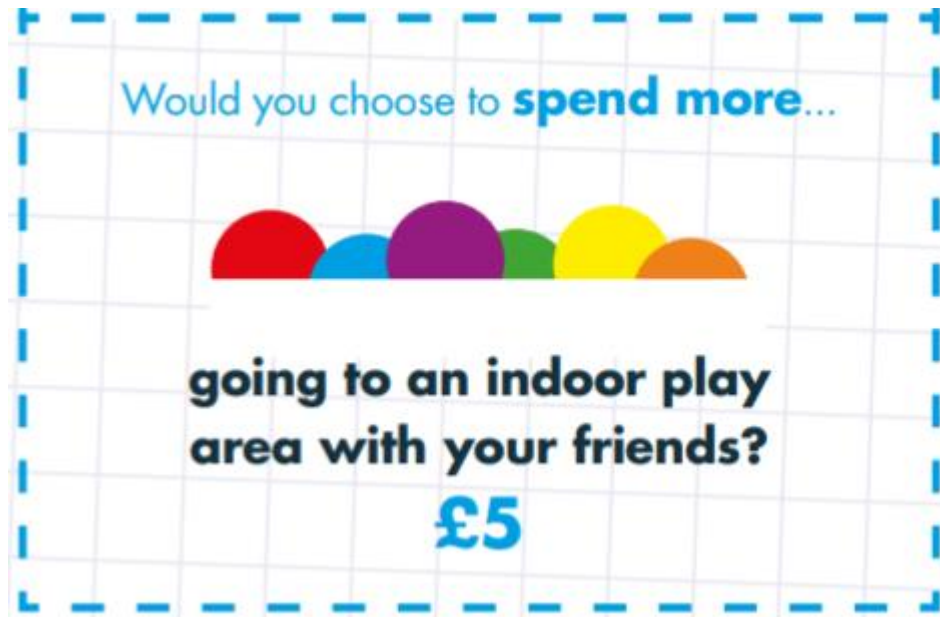 Would you choose to spend more...
going to an indoor play
area with your friends?
£5